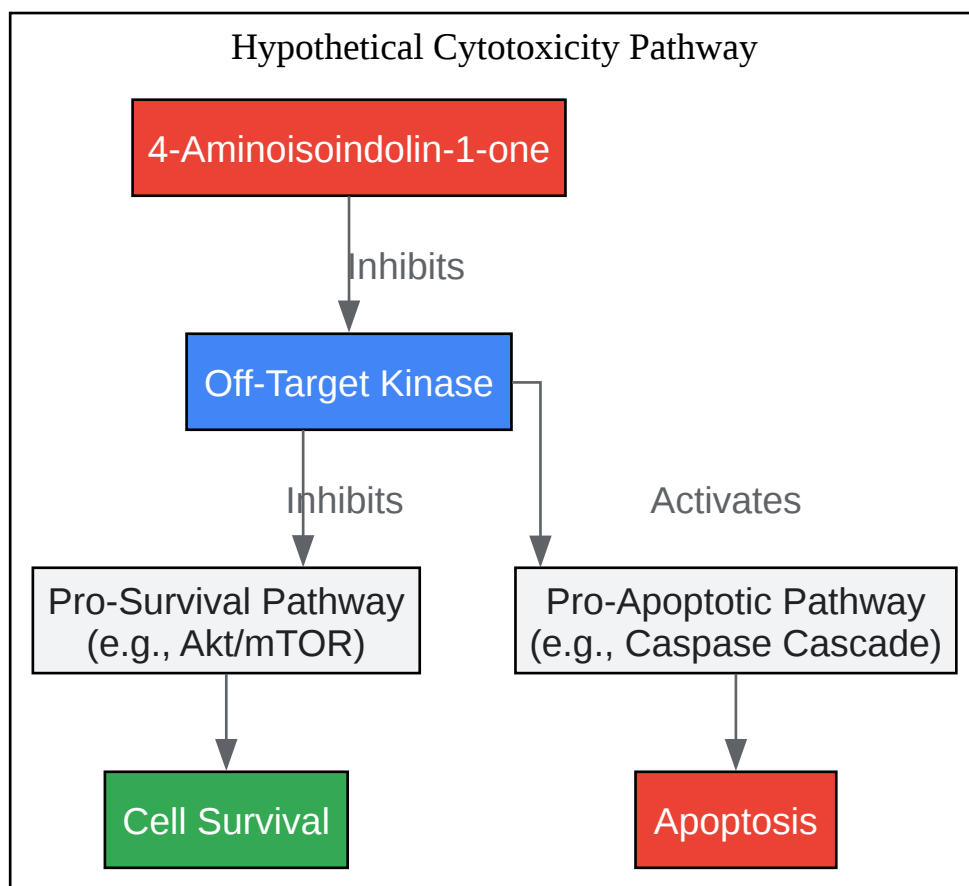 Hypothetical Cytotoxicity Pathway
4-Aminoisoindolin-1-one
Inhibits
Off-Target Kinase
Inhibits
Activates
Pro-Survival Pathway
(e.g., Akt/mTOR)
Pro-Apoptotic Pathway
(e.g., Caspase Cascade)
Cell Survival
Apoptosis